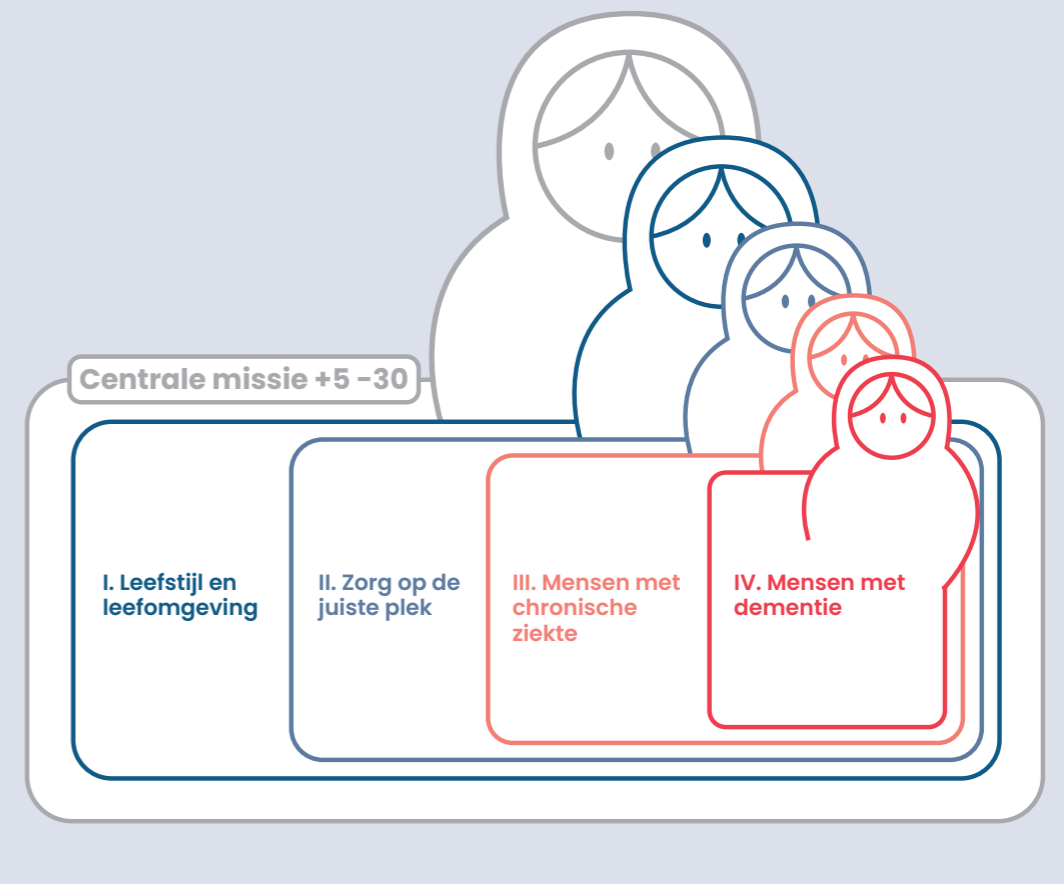 Centrale missie +5 -30
I. Leefstijl en
leefomgeving
II. Zorg op de
juiste plek
III. Mensen met
chronische
ziekte
IV. Mensen met
dementie